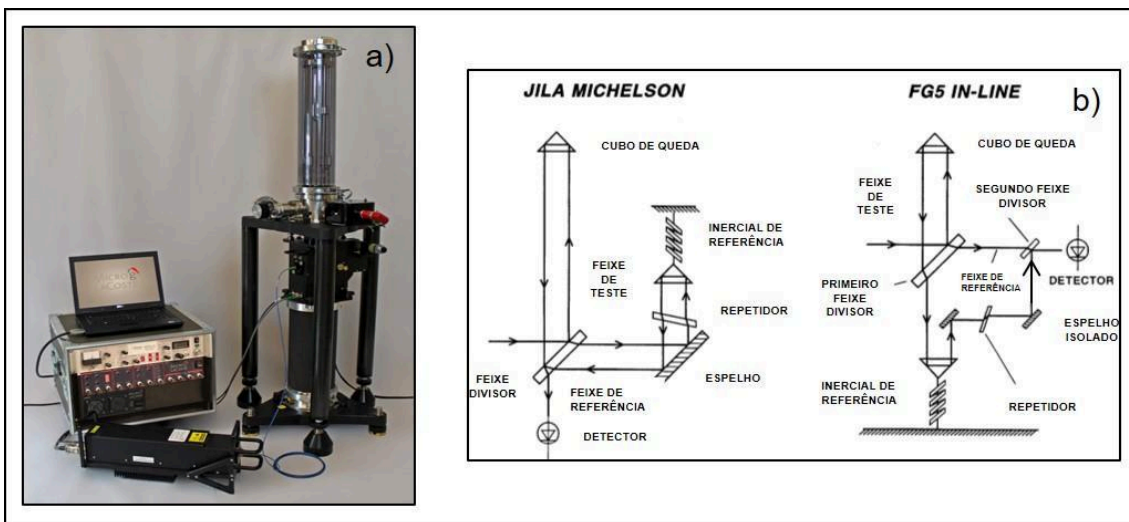 a)
MICRO g
LACOSTE
JILA MICHELSON
CUBO DE QUEDA
INERCIAL DE
REFERÊNCIA
FEIXE
DE
TESTE
REPETIDOR
ESPELHO
FEIXE
DIVISOR
FEIXE DE
REFERÊNCIA
DETECTOR
FG5 IN-LINE
b)
CUBO DE QUEDA
FEIXE
DE
TESTE
SEGUNDO FEIXE
DIVISOR
PRIMEIRO
FEIXE
DIVISOR
FEIXE DE
REFERÊNCIA
DETECTOR
ESPELHO
ISOLADO
INERCIAL DE
REFERÊNCIA
REPETIDOR